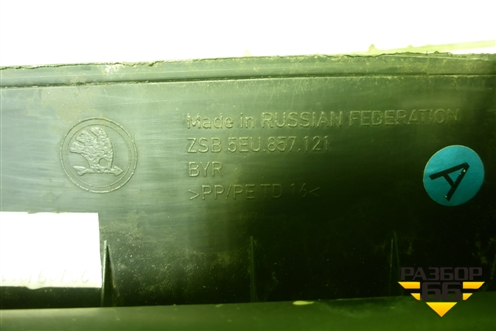 Made in RUSSIAN FEDERATION
ZSB 5EU.857.121
BYR
>PP/PE TD 16<
A
РАЗБОР
66